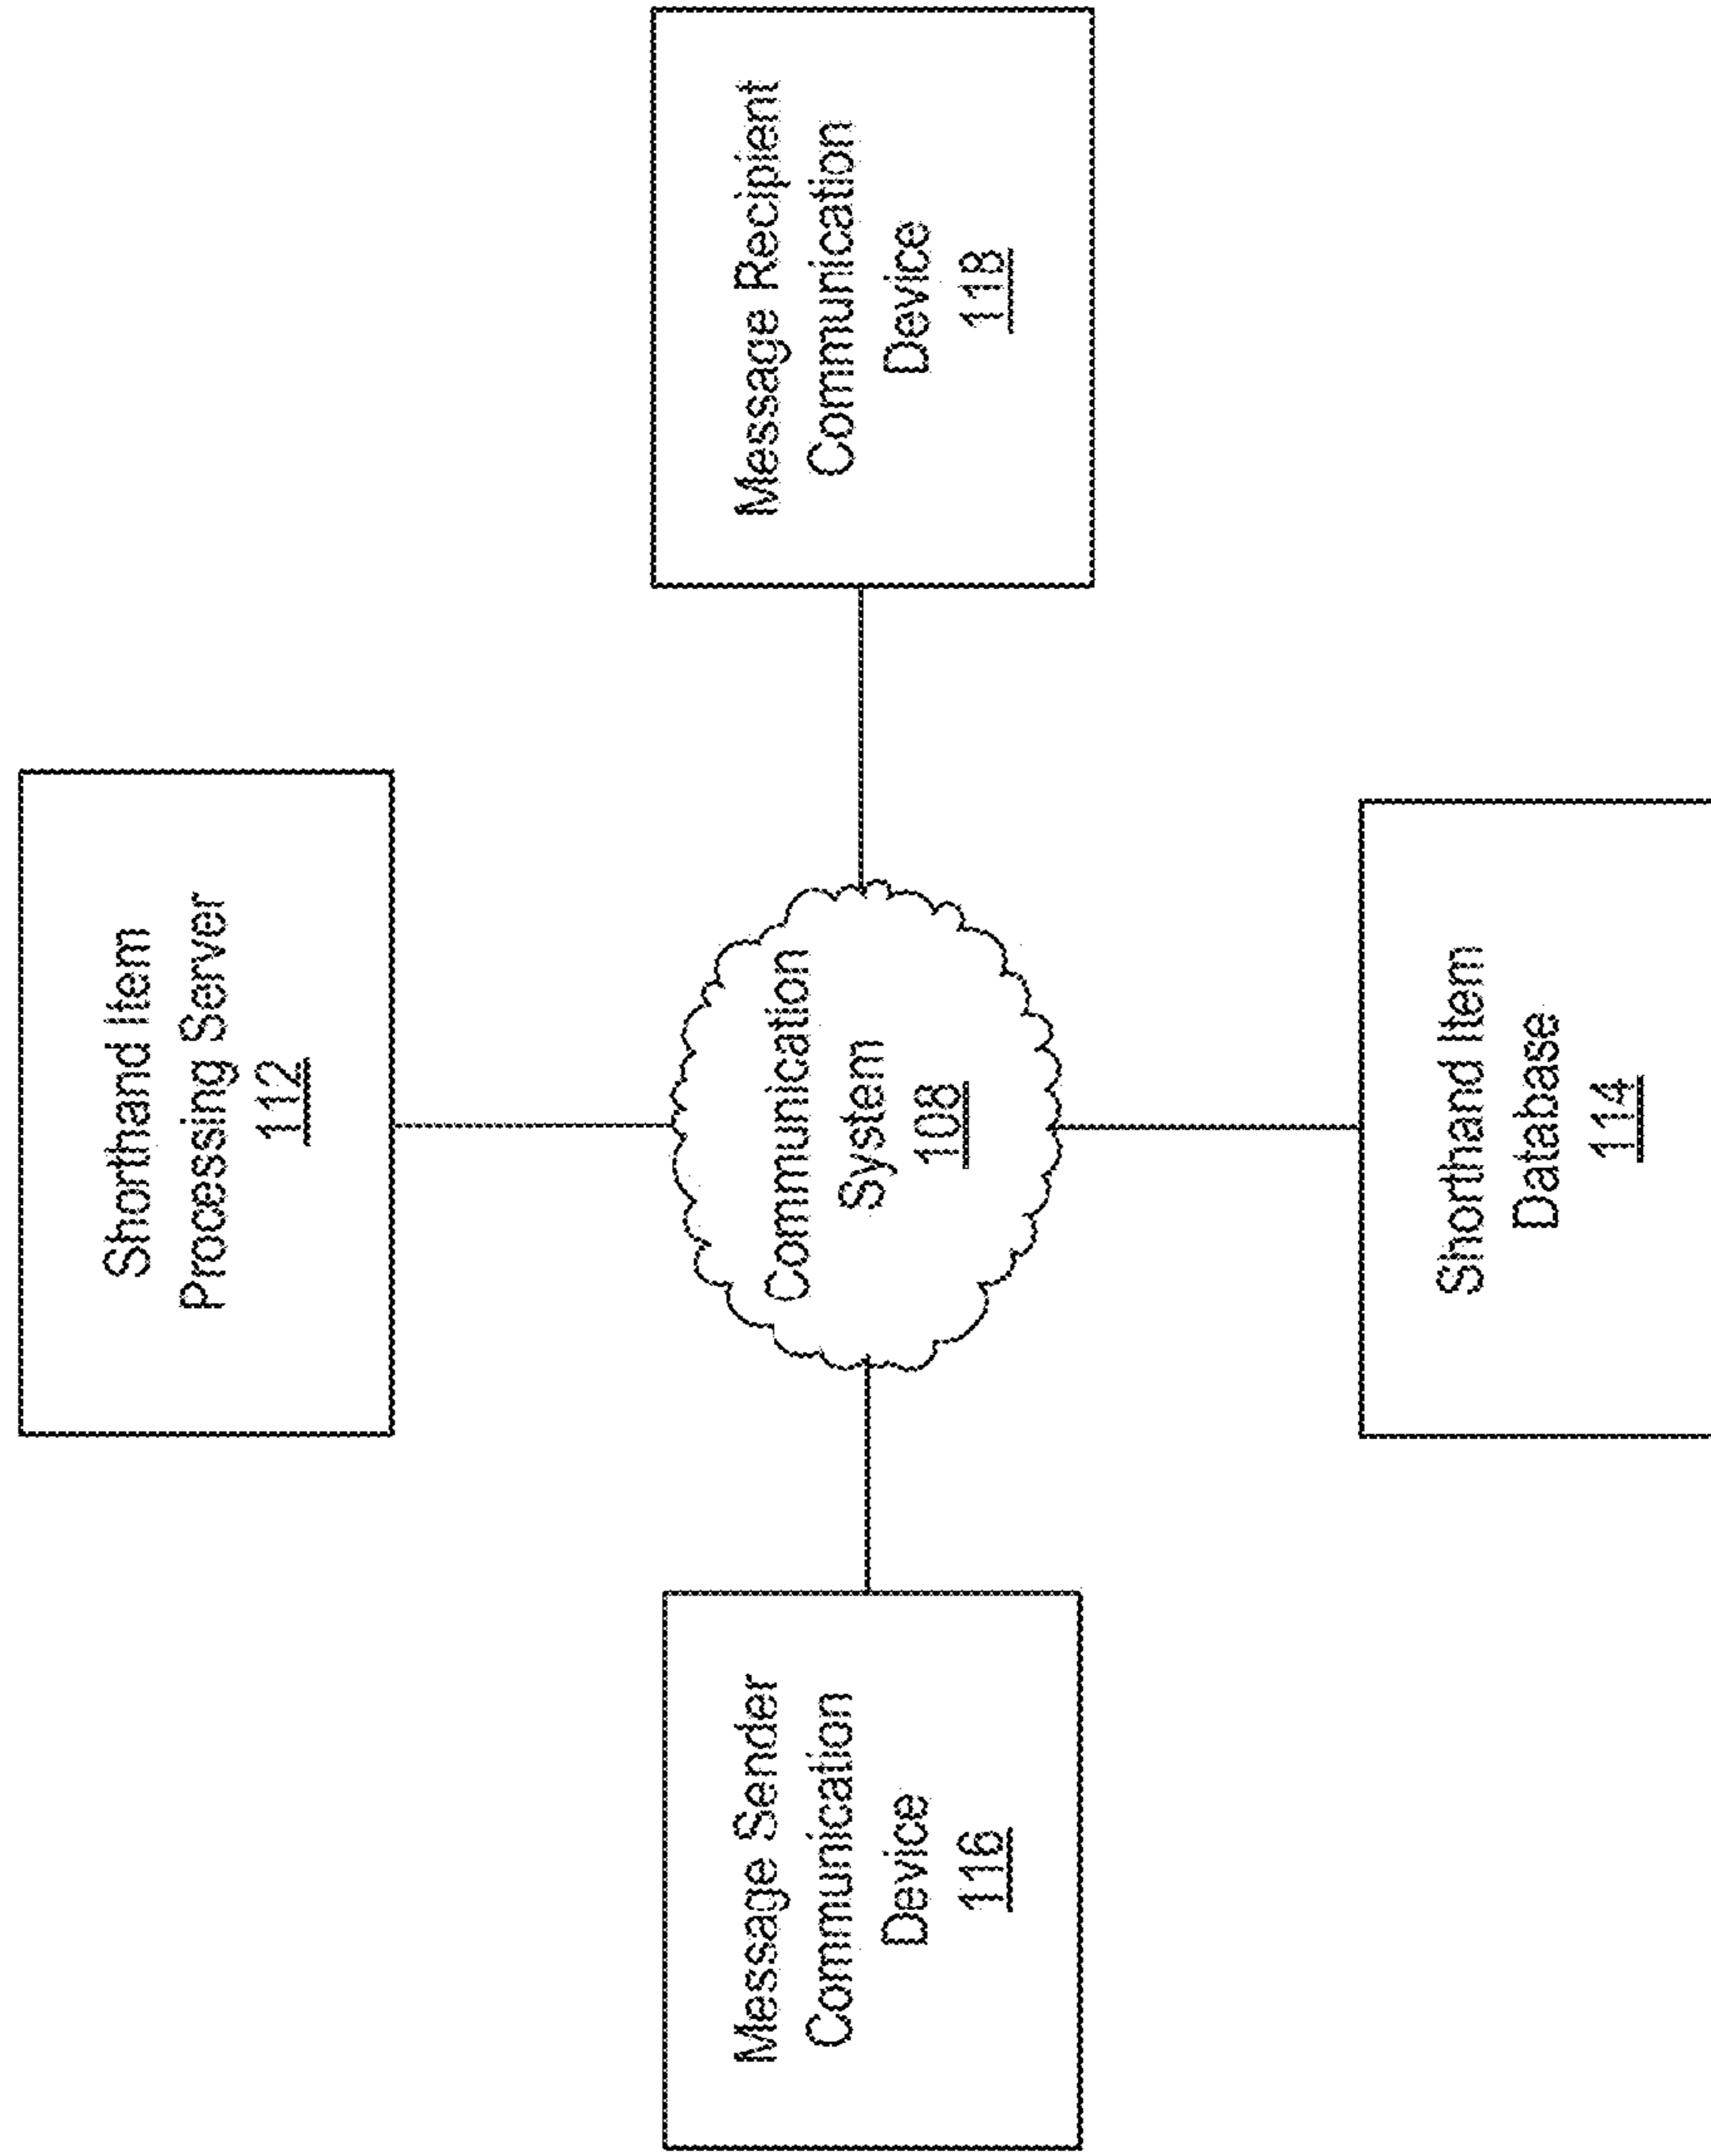 Shorthand Item
Processing Server
112
Message Sender
Communication
Device
116
Communication
System
108
Message Recipient
Communication
Device
118
Shorthand Item
Database
114